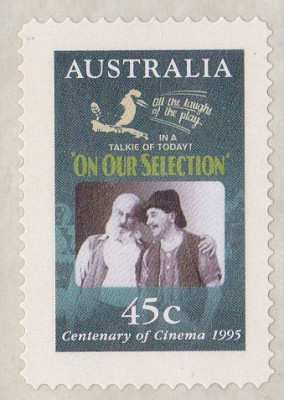 AUSTRALIA
All the laughs
of the play.
IN A
TALKIE OF TODAY!
'ON OUR SELECTION'
45c
Centenary of Cinema 1995